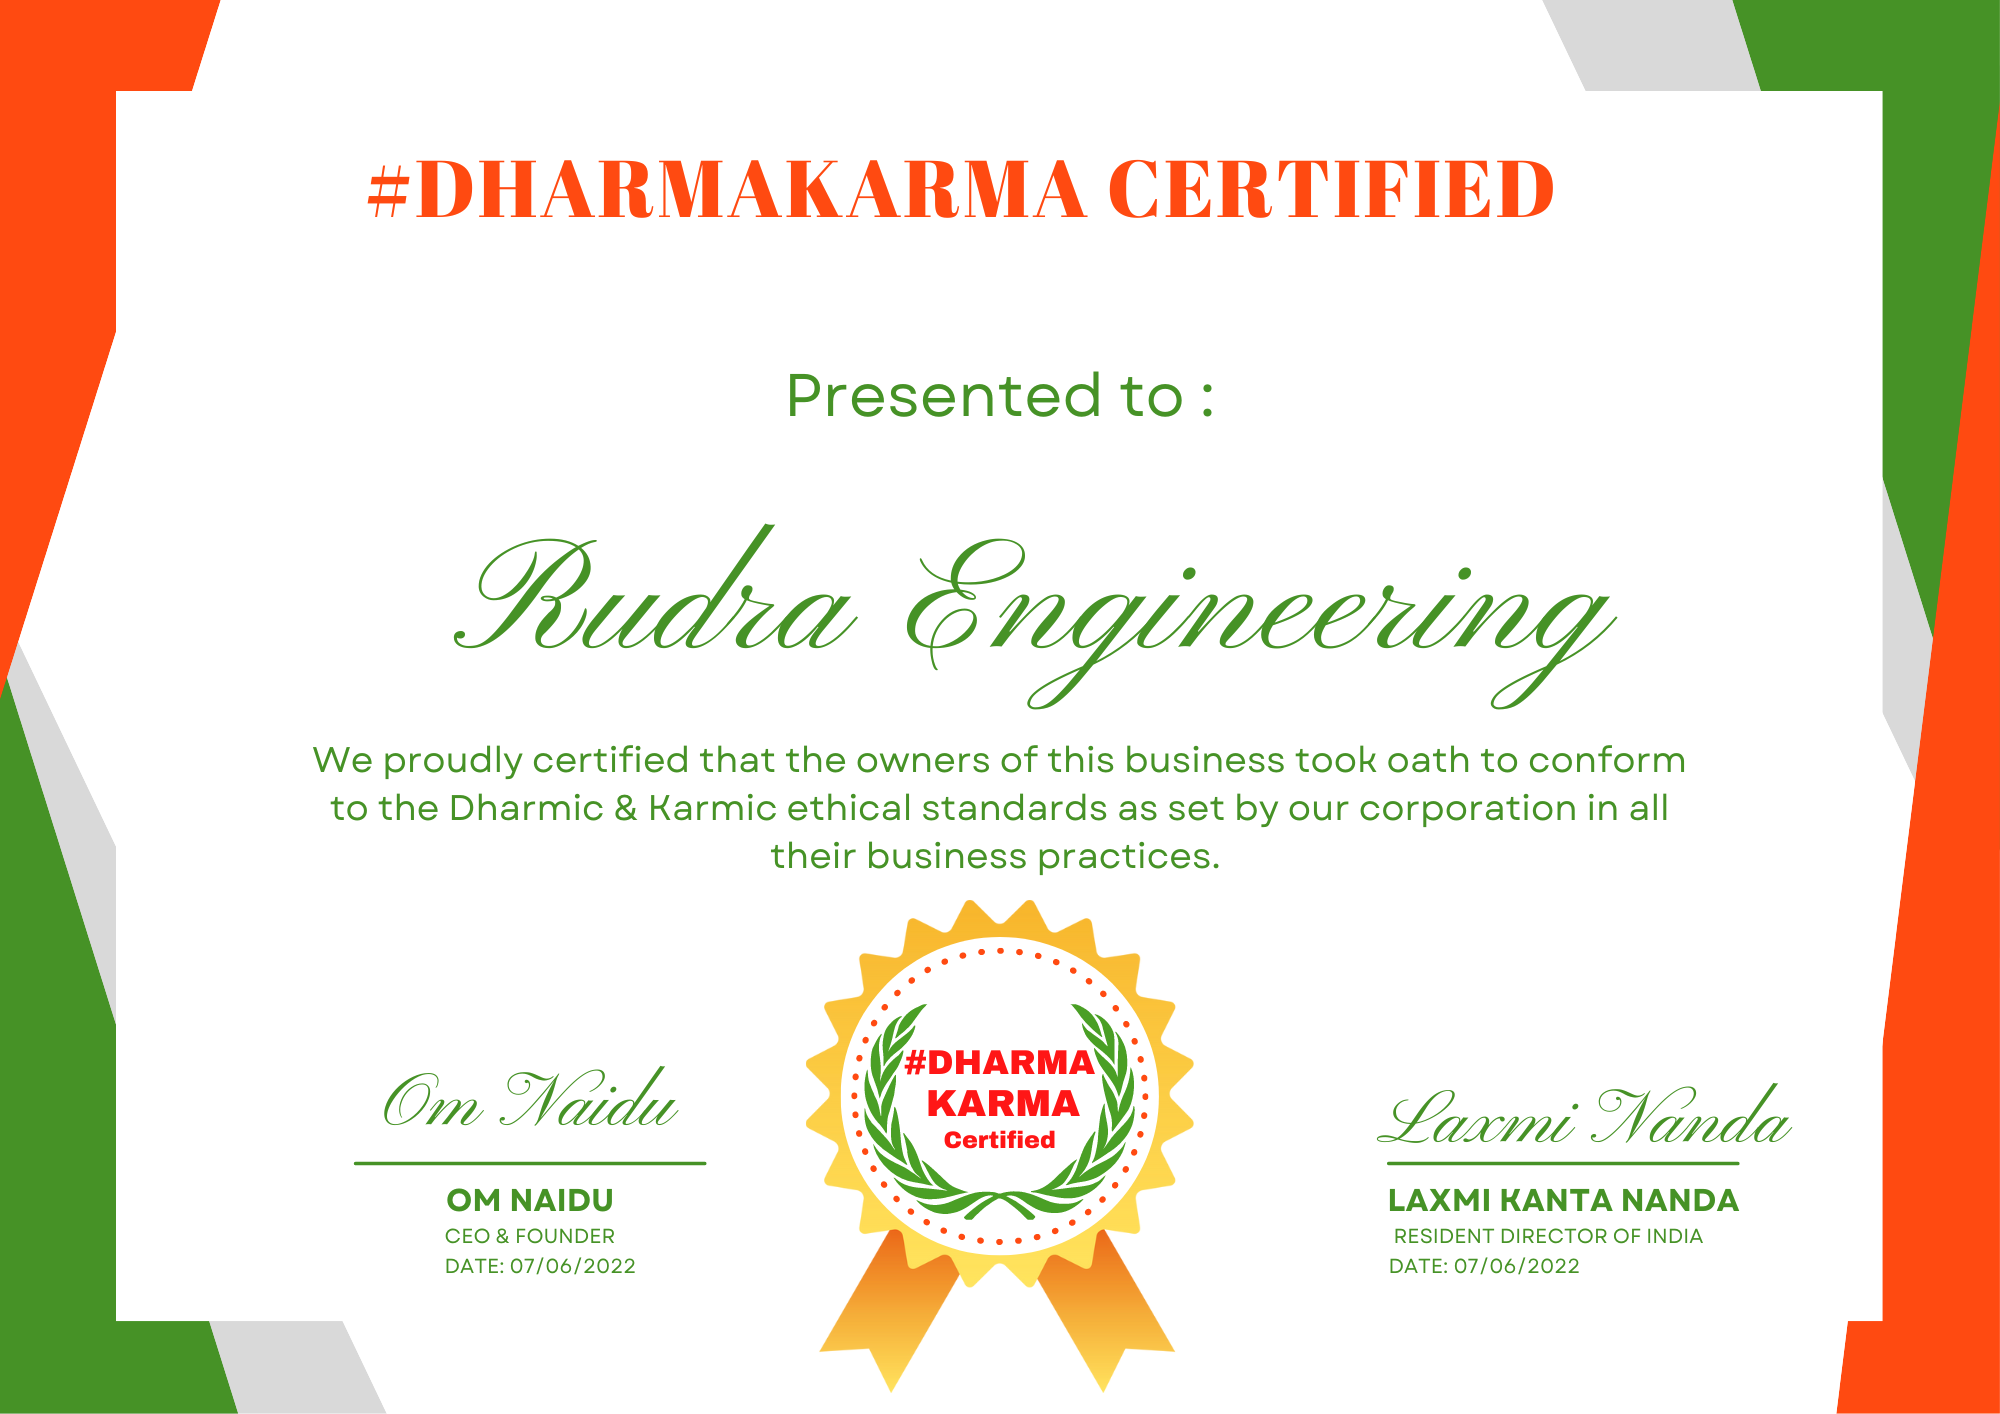 #DHARMAKARMA CERTIFIED
Presented to :
Rudra Engineering
We proudly certified that the owners of this business took oath to conform
to the Dharmic & Karmic ethical standards as set by our corporation in all
their business practices.
#DHARMA
KARMA
Certified
Om Naidu
OM NAIDU
CEO & FOUNDER
DATE: 07/06/2022
Laxmi Nanda
LAXMI KANTA NANDA
RESIDENT DIRECTOR OF INDIA
DATE: 07/06/2022